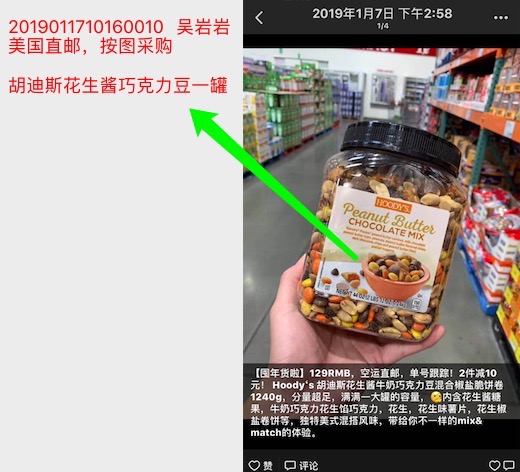 2019011710160010 吴岩岩
美国直邮，按图采购
胡迪斯花生酱巧克力豆一罐
2019年1月7日 下午2:58
1/4
HOODY'S
Peanut Butter
CHOCOLATE MIX
【囤年货啦】129RMB，空运直邮，单号跟踪！2件减10
元！ Hoody's 胡迪斯花生酱牛奶巧克力豆混合椒盐脆饼卷
1240g，分量超足，满满一大罐的容量，😋内含花生酱糖
果，牛奶巧克力花生馅巧克力，花生，花生味薯片，花生椒
盐卷饼等，独特美式混搭风味，带给你不一样的mix&
match的体验。
赞 评论